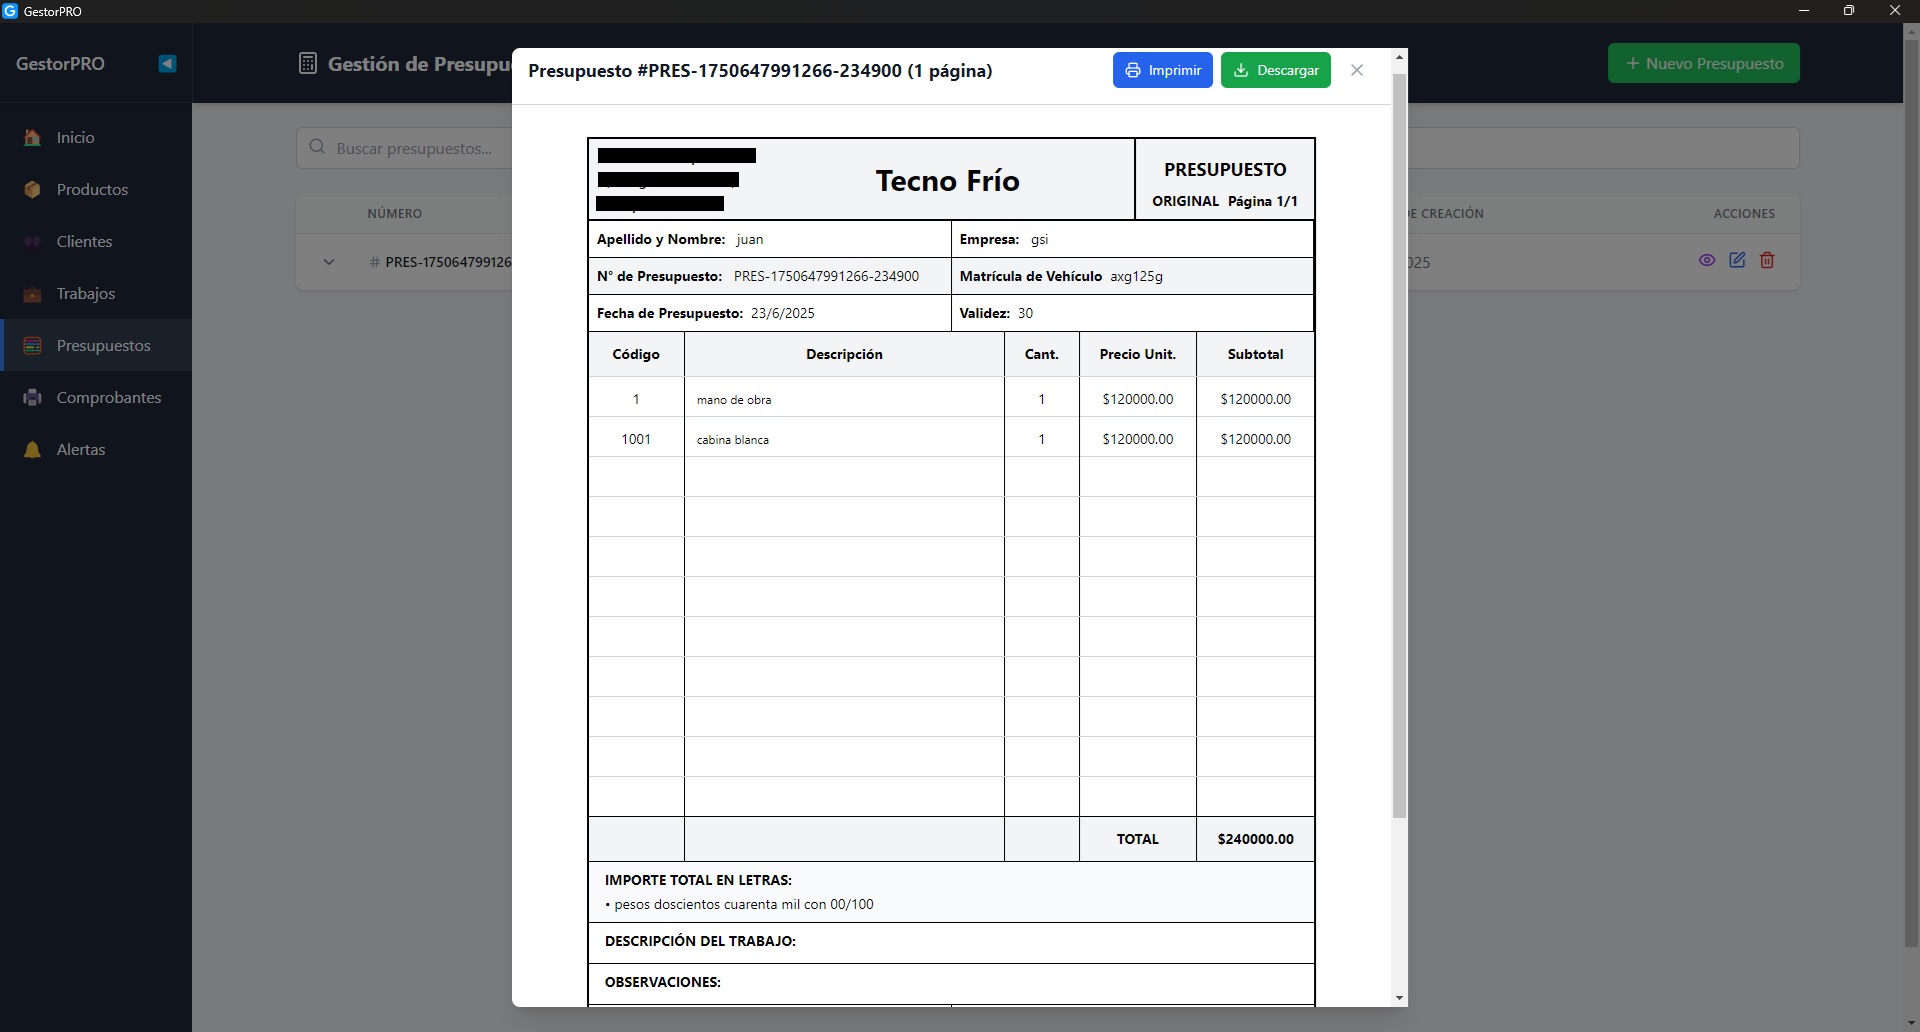 GestorPRO
GestorPRO
Inicio
Productos
Clientes
Trabajos
Presupuestos
Comprobantes
Alertas
Gestión de Presupu
+ Nuevo Presupuesto
Buscar presupuestos...
NÚMERO
E CREACIÓN
ACCIONES
# PRES-17506479912
025
Presupuesto #PRES-1750647991266-234900 (1 página)
Imprimir
Descargar
Tecno Frío
PRESUPUESTO
ORIGINAL Página 1/1
Apellido y Nombre: juan
Empresa: gsi
N° de Presupuesto: PRES-1750647991266-234900
Matrícula de Vehículo axg125g
Fecha de Presupuesto: 23/6/2025
Validez: 30
Código Descripción Cant. Precio Unit. Subtotal
1 mano de obra 1 $120000.00 $120000.00
1001 cabina blanca 1 $120000.00 $120000.00
TOTAL $240000.00
IMPORTE TOTAL EN LETRAS:
• pesos doscientos cuarenta mil con 00/100
DESCRIPCIÓN DEL TRABAJO:
OBSERVACIONES: